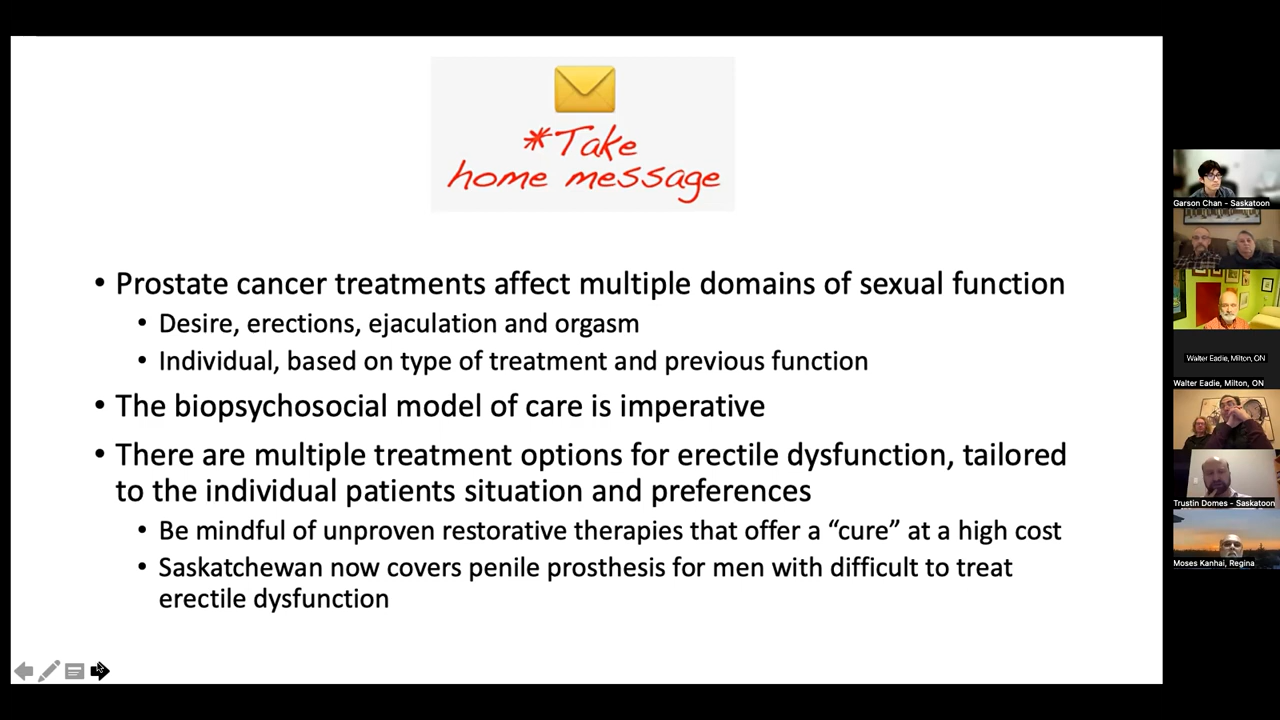 *Take
home message
• Prostate cancer treatments affect multiple domains of sexual function
• Desire, erections, ejaculation and orgasm
• Individual, based on type of treatment and previous function
• The biopsychosocial model of care is imperative
• There are multiple treatment options for erectile dysfunction, tailored
to the individual patients situation and preferences
• Be mindful of unproven restorative therapies that offer a “cure” at a high cost
• Saskatchewan now covers penile prosthesis for men with difficult to treat
erectile dysfunction
Garson Chan - Saskatoon
Walter Eadie, Milton, ON
Walter Eadie, Milton, ON
Trustin Domes - Saskatoon
Moses Kanhai, Regina